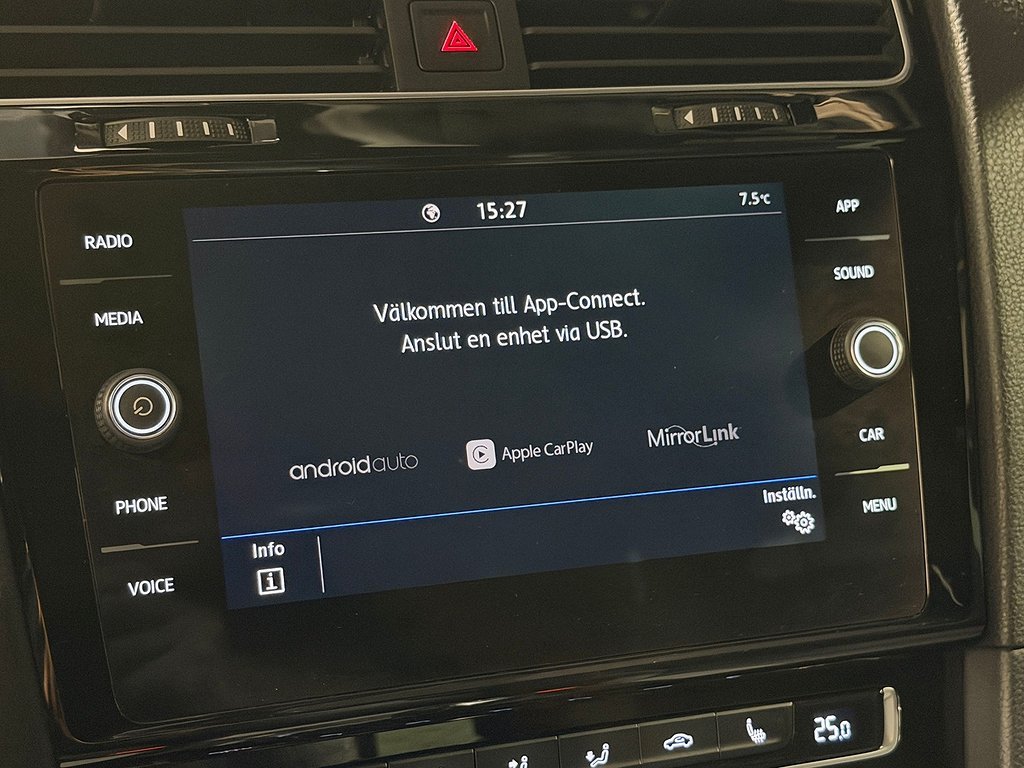 15:27
7.5°C
RADIO
MEDIA
PHONE
VOICE
Välkommen till App-Connect.
Anslut en enhet via USB.
androidauto
Apple CarPlay
MirrorLink
Info
Inställn.
APP
SOUND
CAR
MENU
25.0